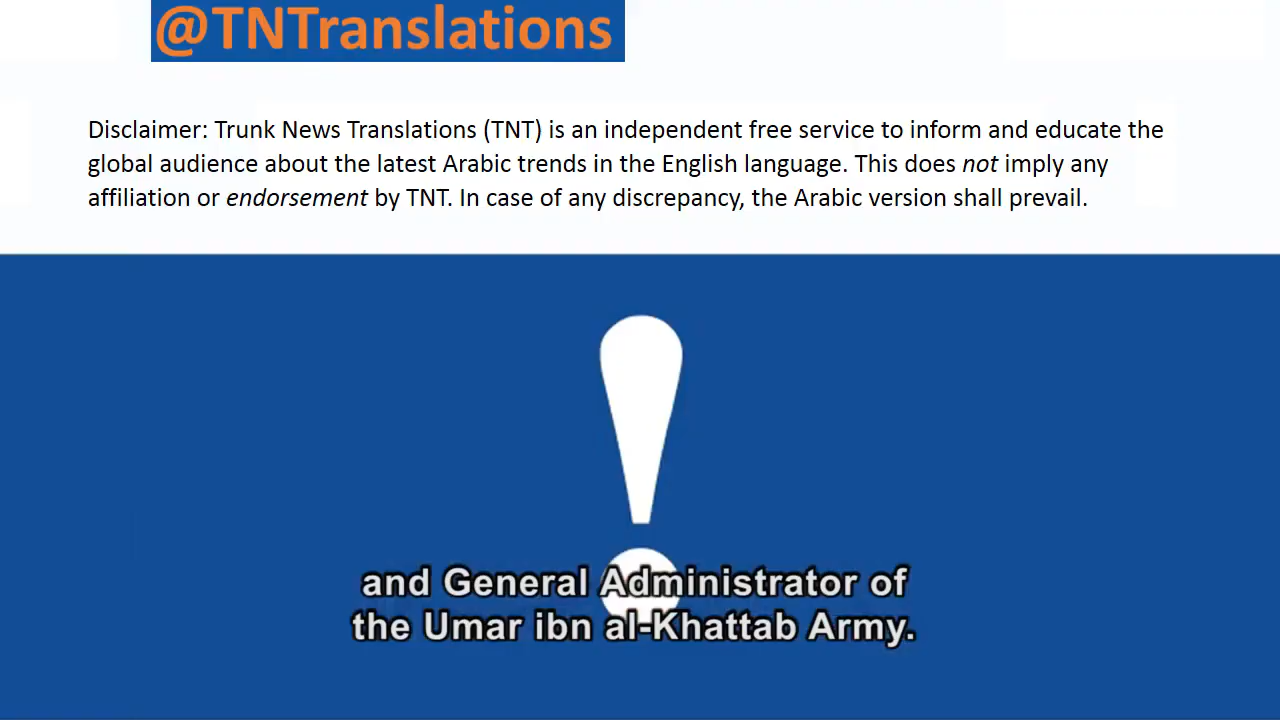 @TNTranslations
Disclaimer: Trunk News Translations (TNT) is an independent free service to inform and educate the
global audience about the latest Arabic trends in the English language. This does not imply any
affiliation or endorsement by TNT. In case of any discrepancy, the Arabic version shall prevail.
and General Administrator of
the Umar ibn al-Khattab Army.